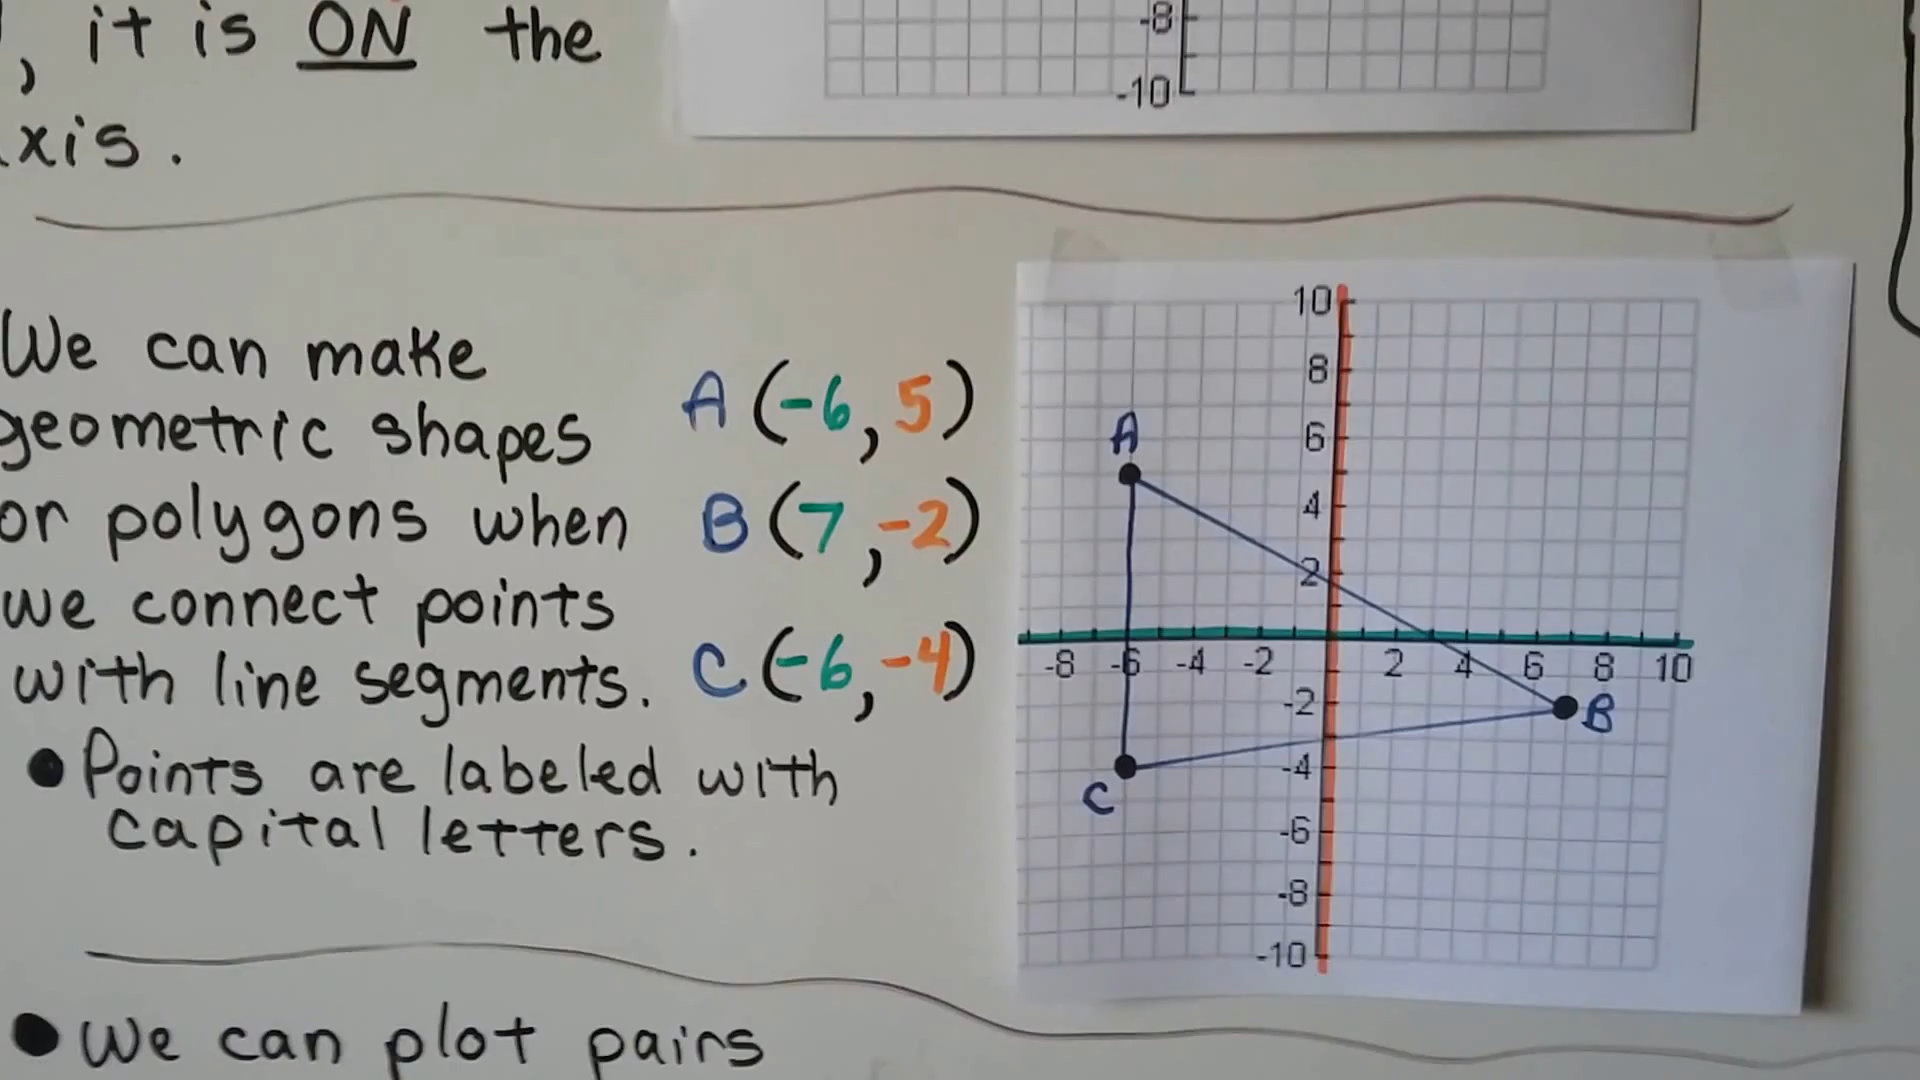 , it is ON the
xis.
-8
-10
We can make
geometric shapes
or polygons when
we connect points
with line segments.
• Points are labeled with
capital letters.
A (-6, 5)
B (7, -2)
C (-6, -4)
10
8
6
4
2
-8 -6 -4 -2 2 4 6 8 10
-2
-4
-6
-8
-10
A
B
C
• We can plot pairs